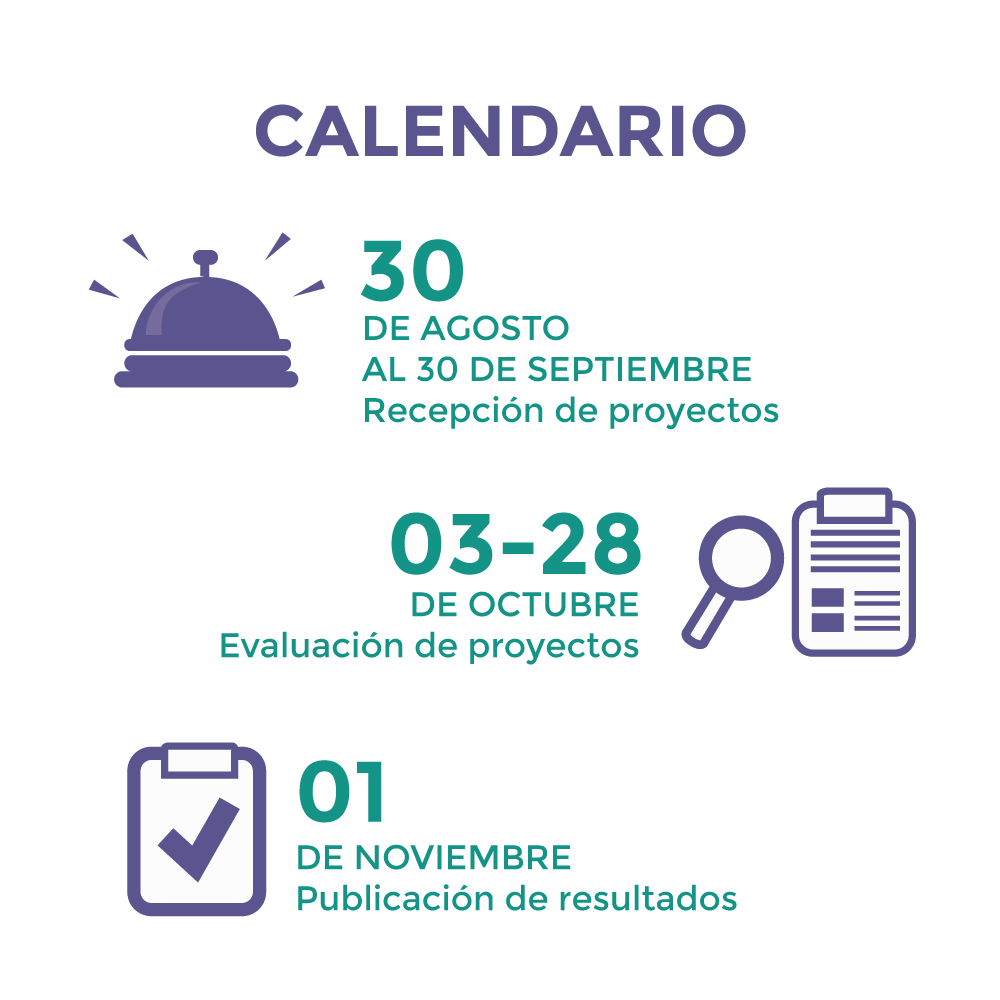 CALENDARIO
30
DE AGOSTO
AL 30 DE SEPTIEMBRE
Recepción de proyectos
03-28
DE OCTUBRE
Evaluación de proyectos
01
DE NOVIEMBRE
Publicación de resultados